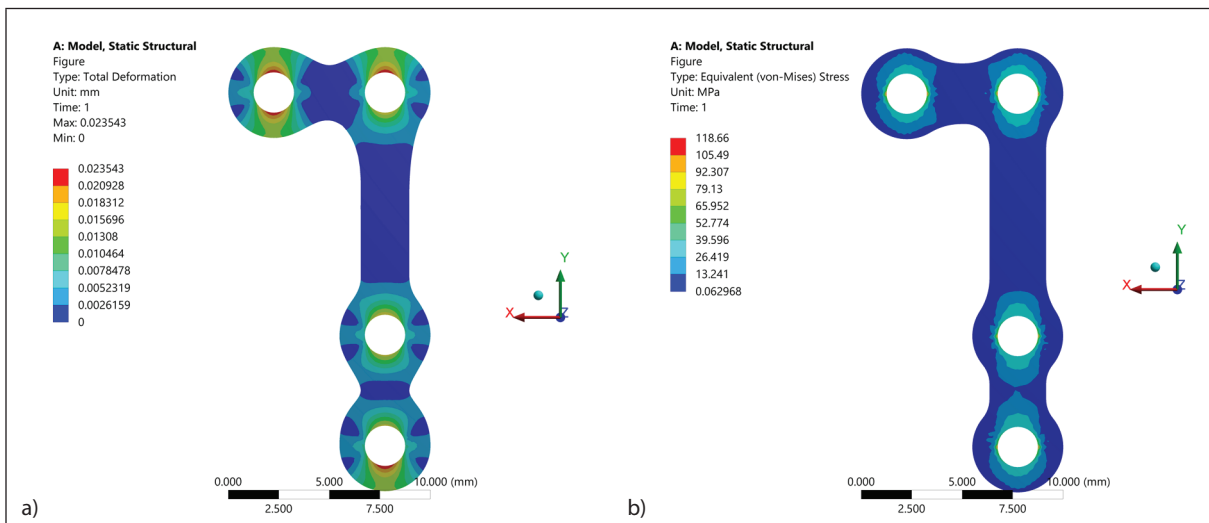 A: Model, Static Structural
Figure
Type: Total Deformation
Unit: mm
Time: 1
Max: 0.023543
Min: 0
0.023543
0.020928
0.018312
0.015696
0.01308
0.010464
0.0078478
0.0052319
0.0026159
0
Y
X
Z
0.000 5.000 10.000 (mm)
2.500 7.500
a)
A: Model, Static Structural
Figure
Type: Equivalent (von-Mises) Stress
Unit: MPa
Time: 1
118.66
105.49
92.307
79.13
65.952
52.774
39.596
26.419
13.241
0.062968
Y
X
Z
0.000 5.000 10.000 (mm)
2.500 7.500
b)